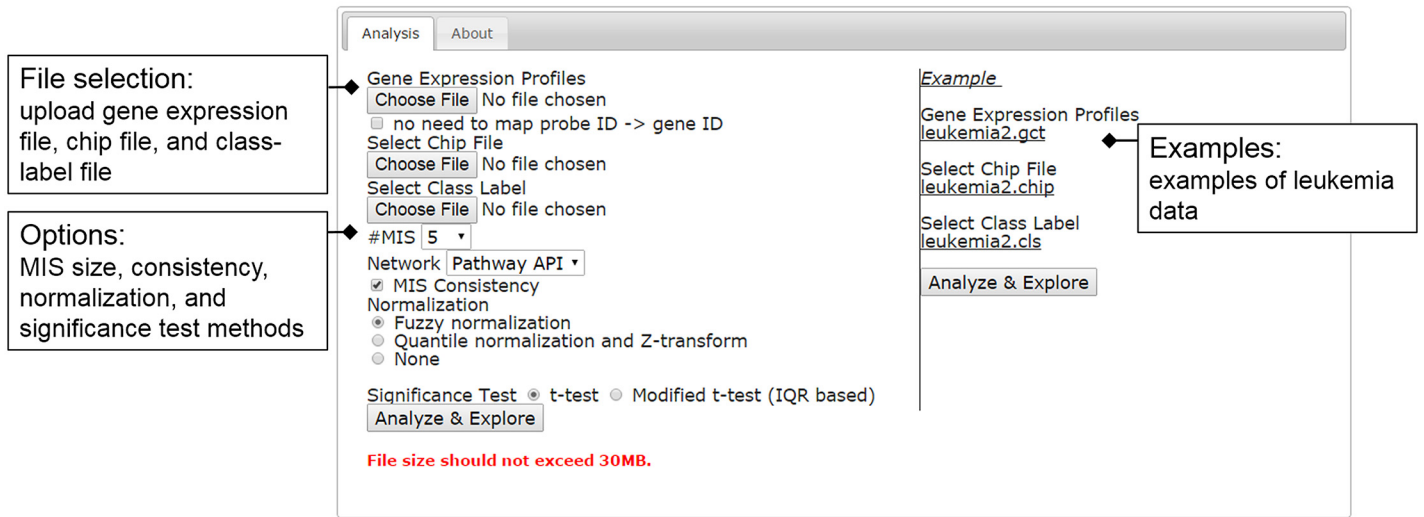 Analysis About
File selection:
upload gene expression
file, chip file, and class-
label file
Options:
MIS size, consistency,
normalization, and
significance test methods
Gene Expression Profiles
Choose File No file chosen
no need to map probe ID -> gene ID
Select Chip File
Choose File No file chosen
Select Class Label
Choose File No file chosen
#MIS 5
Network Pathway API
MIS Consistency
Normalization
Fuzzy normalization
Quantile normalization and Z-transform
None
Significance Test t-test Modified t-test (IQR based)
Analyze & Explore
File size should not exceed 30MB.
Example
Gene Expression Profiles
leukemia2.gct
Select Chip File
leukemia2.chip
Select Class Label
leukemia2.cls
Analyze & Explore
Examples:
examples of leukemia
data